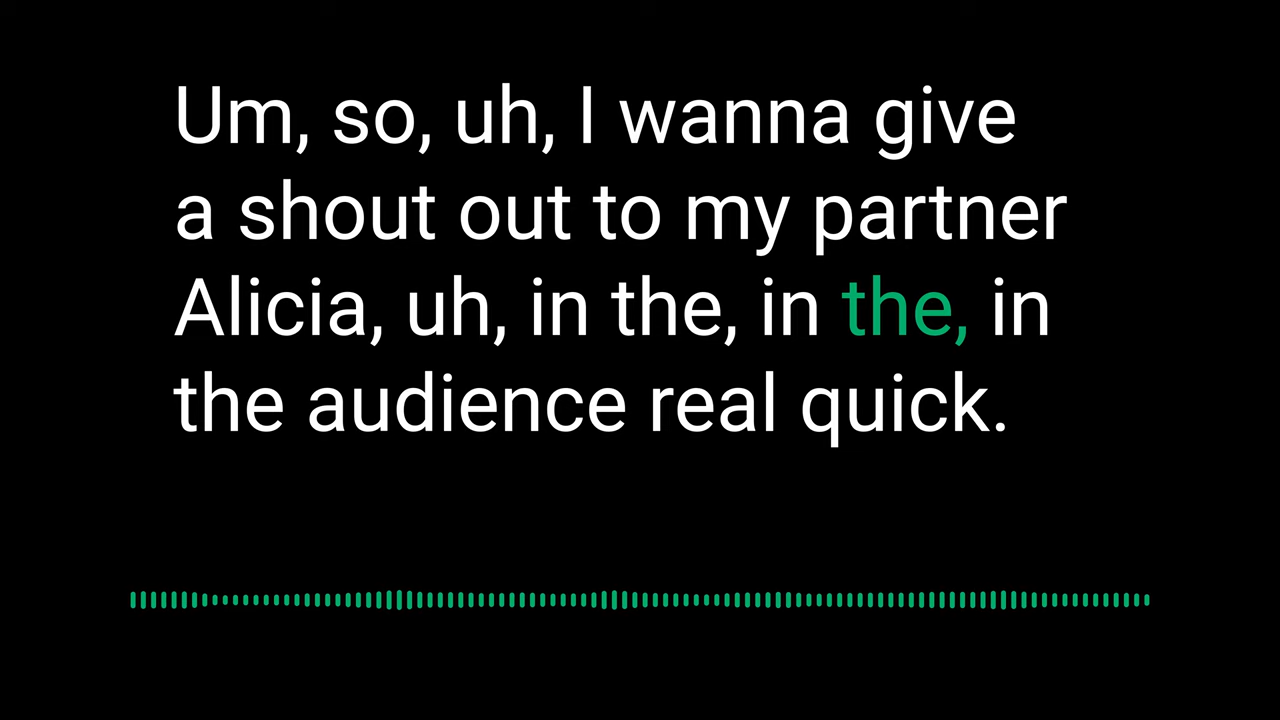 Um, so, uh, I wanna give
a shout out to my partner
Alicia, uh, in the, in the, in
the audience real quick.